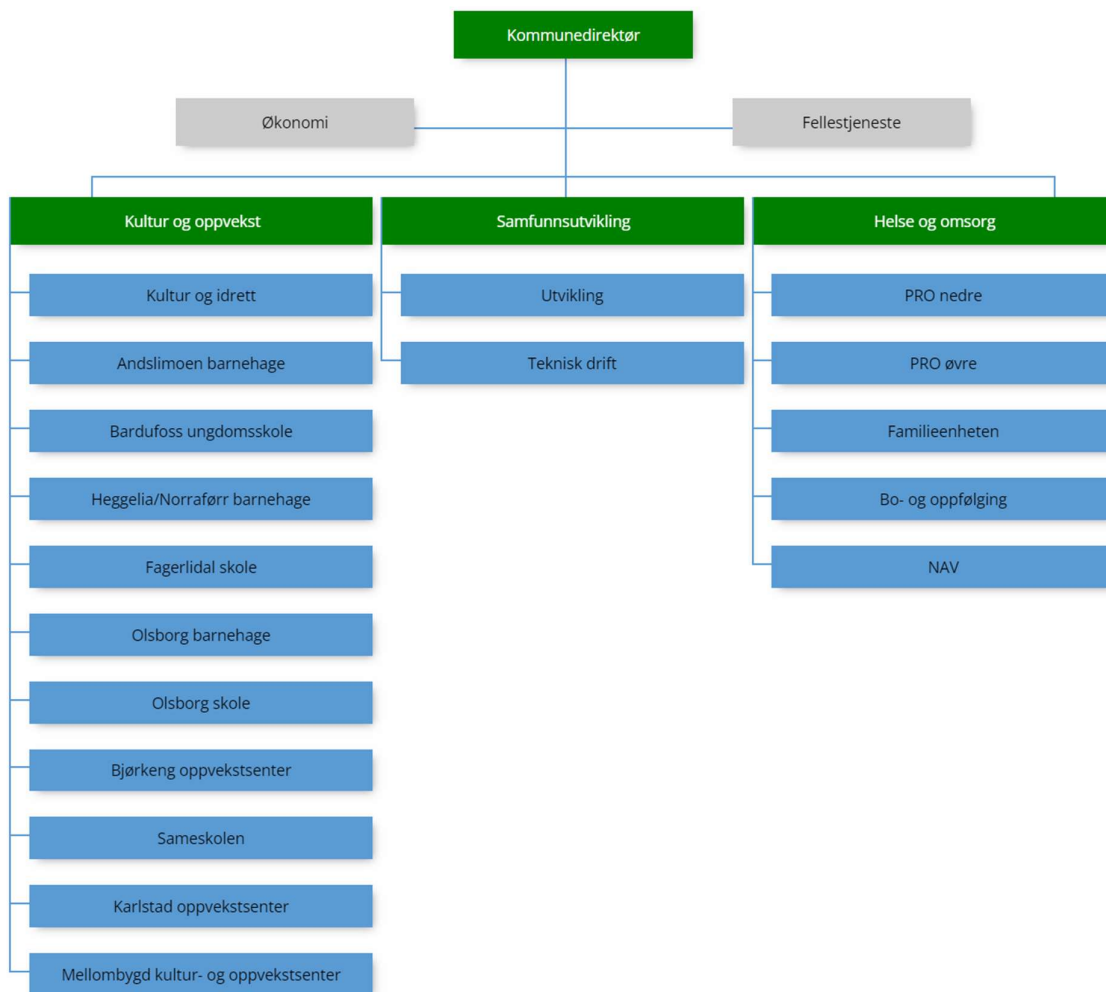 Kommunedirektør
Økonomi
Fellestjeneste
Kultur og oppvekst
Samfunnsutvikling
Helse og omsorg
Kultur og idrett
Andslimoen barnehage
Bardufoss ungdomsskole
Heggelia/Norraførr barnehage
Fagerlidal skole
Olsborg barnehage
Olsborg skole
Bjørkeng oppvekstsenter
Sameskolen
Karlstad oppvekstsenter
Mellombygd kultur- og oppvekstsenter
Utvikling
Teknisk drift
PRO nedre
PRO øvre
Familieenheten
Bo- og oppfølging
NAV